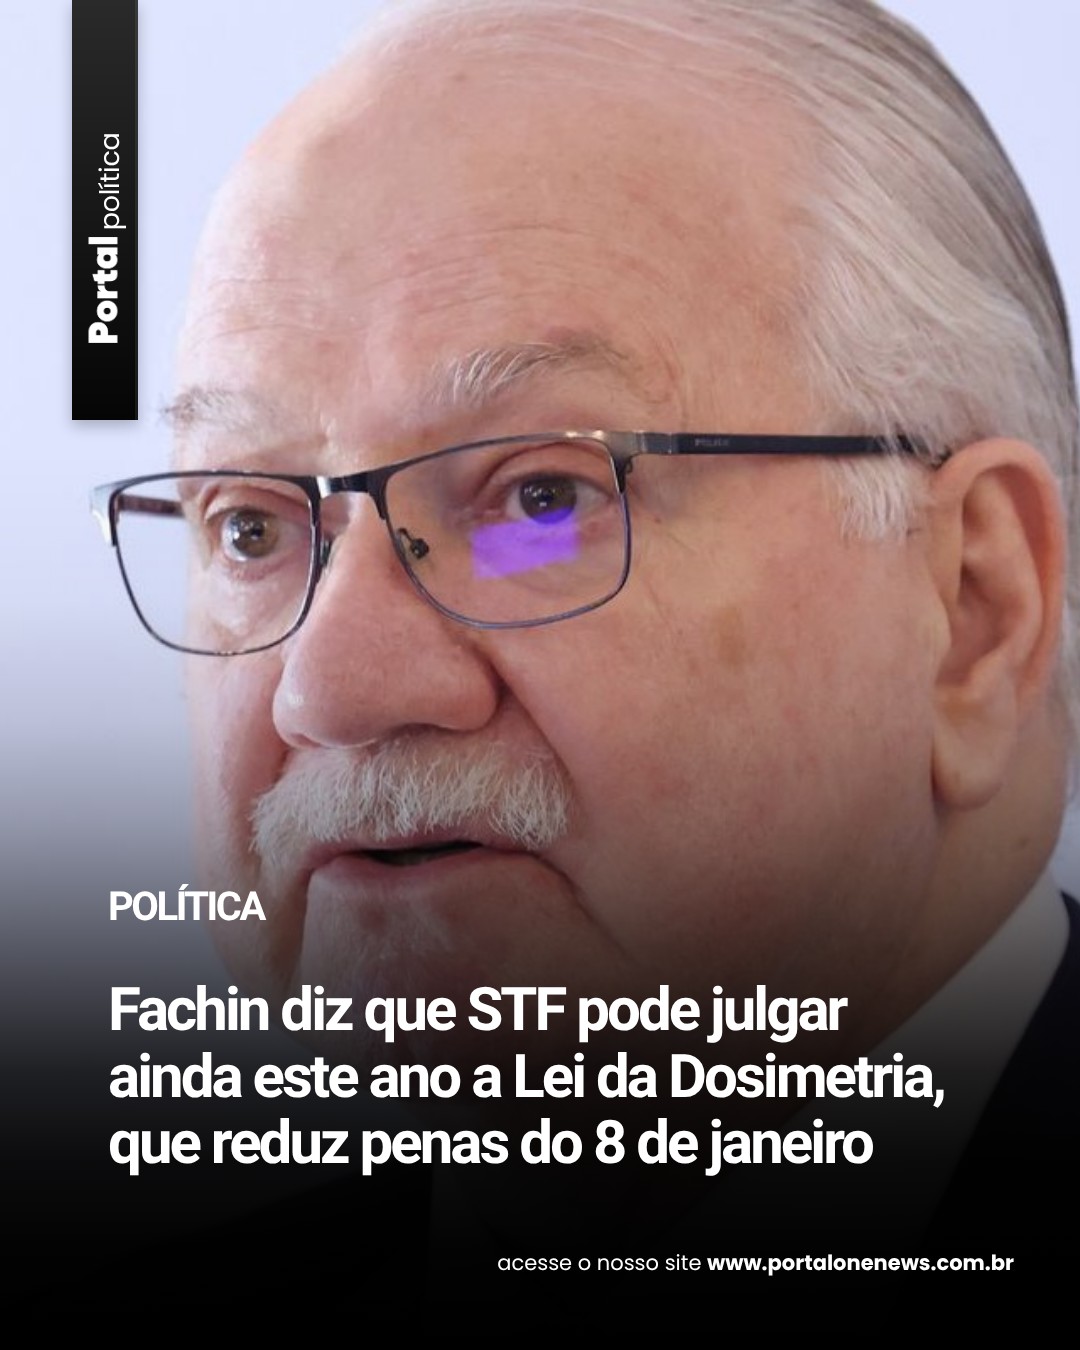 Portal política
POLÍTICA
Fachin diz que STF pode julgar
ainda este ano a Lei da Dosimetria,
que reduz penas do 8 de janeiro
acesse o nosso site www.portalonenews.com.br